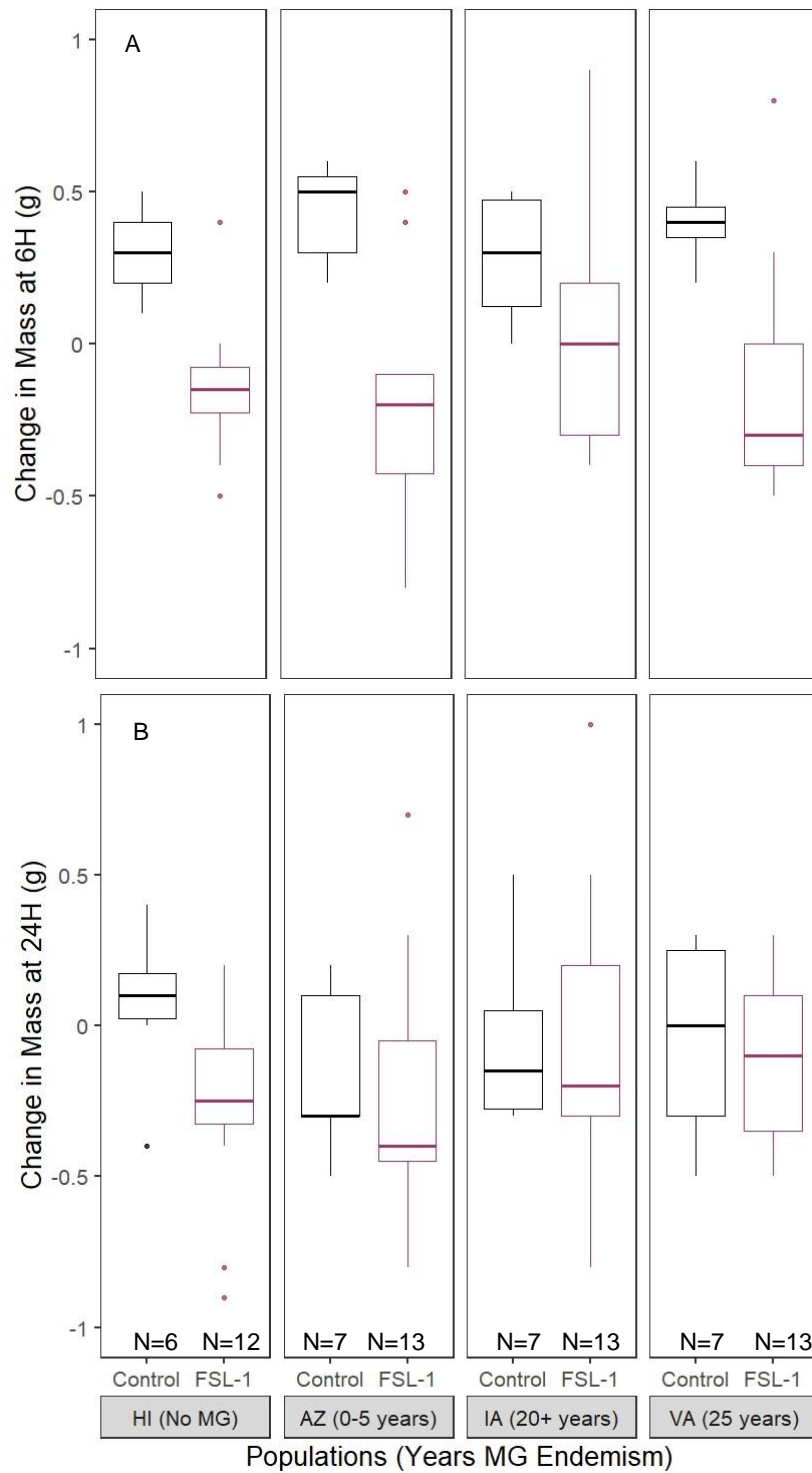 A
Change in Mass at 6H (g)
1
0.5
0
-0.5
-1
B
Change in Mass at 24H (g)
1
0.5
0
-0.5
-1
N=6 N=12 N=7 N=13 N=7 N=13 N=7 N=13
Control FSL-1 Control FSL-1 Control FSL-1 Control FSL-1
HI (No MG) AZ (0-5 years) IA (20+ years) VA (25 years)
Populations (Years MG Endemism)